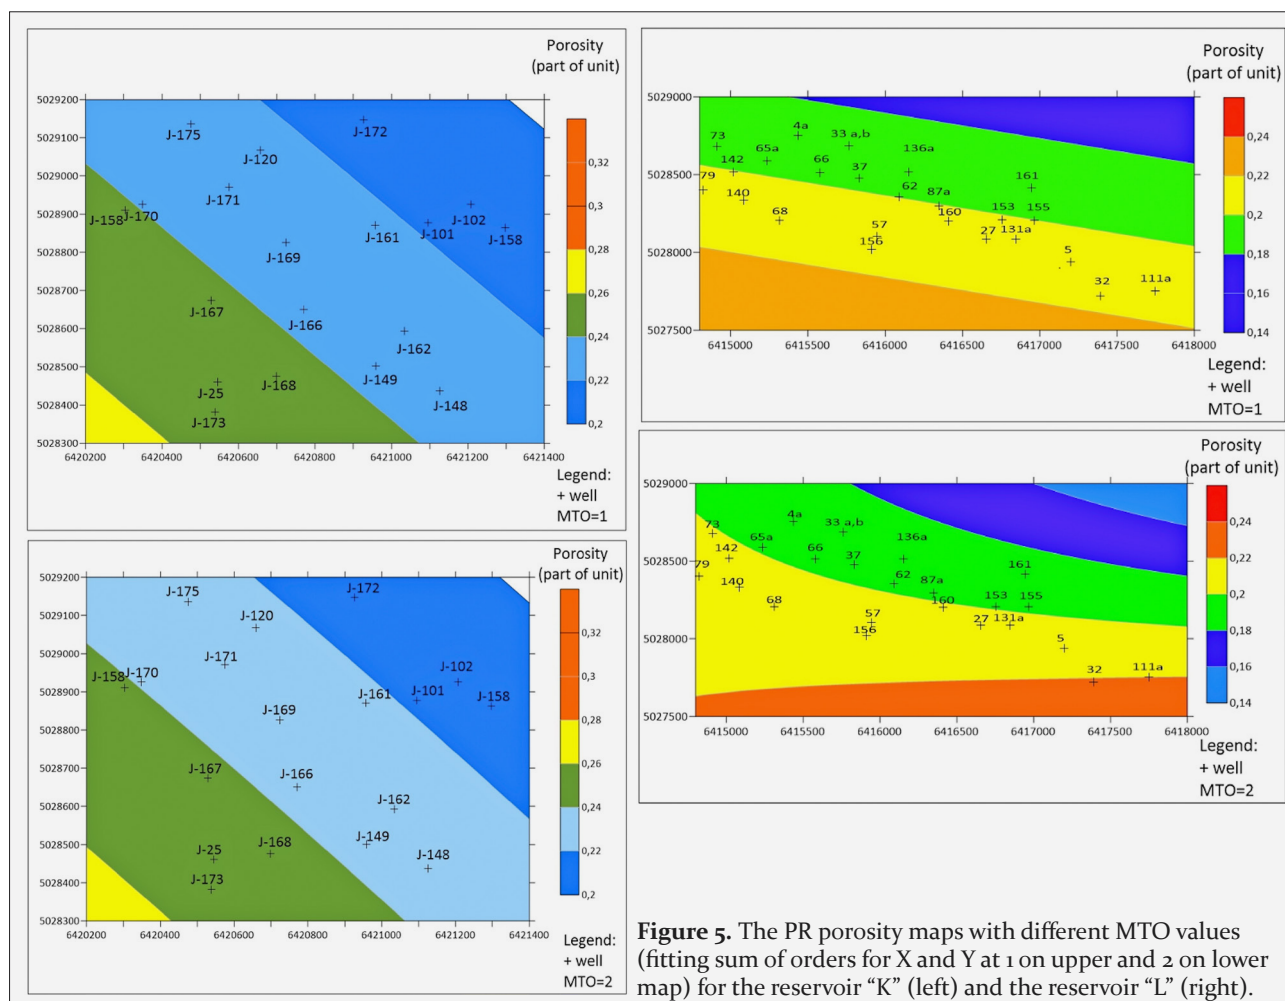 Porosity
(part of unit)
5029200
5029100
5029000
5028900
5028800
5028700
5028600
5028500
5028400
5028300
J-175
J-172
J-120
J-171
J-158
J-170
J-102
J-101
J-158
J-161
J-169
J-167
J-166
J-162
J-149
J-168
J-25
J-148
J-173
0,32
0,3
0,28
0,26
0,24
0,22
0,2
6420200
6420400
6420600
6420800
6421000
6421200
6421400
Legend:
+ well
MTO=1
Porosity
(part of unit)
5029000
5028500
5028000
5027500
73
65a
4a
33 a,b
136a
142
66
37
79
140
62
87a
161
68
57
156
160
153
155
27
131a
5
32
111a
0,24
0,22
0,2
0,18
0,16
0,14
6415000
6415500
6416000
6416500
6417000
6417500
6418000
Legend:
+ well
MTO=1
Porosity
(part of unit)
5029200
5029100
5029000
5028900
5028800
5028700
5028600
5028500
5028400
5028300
J-175
J-172
J-120
J-171
J-158
J-170
J-102
J-101
J-158
J-161
J-169
J-167
J-166
J-162
J-149
J-168
J-25
J-148
J-173
0,32
0,3
0,28
0,26
0,24
0,22
0,2
6420200
6420400
6420600
6420800
6421000
6421200
6421400
Legend:
+ well
MTO=2
Porosity
(part of unit)
5029000
5028500
5028000
5027500
73
65a
4a
33 a,b
136a
142
66
37
79
140
62
87a
161
68
57
156
160
153
155
27
131a
5
32
111a
0,24
0,22
0,2
0,18
0,16
0,14
6415000
6415500
6416000
6416500
6417000
6417500
6418000
Legend:
+ well
MTO=2
Figure 5. The PR porosity maps with different MTO values
(fitting sum of orders for X and Y at 1 on upper and 2 on lower
map) for the reservoir “K” (left) and the reservoir “L” (right).